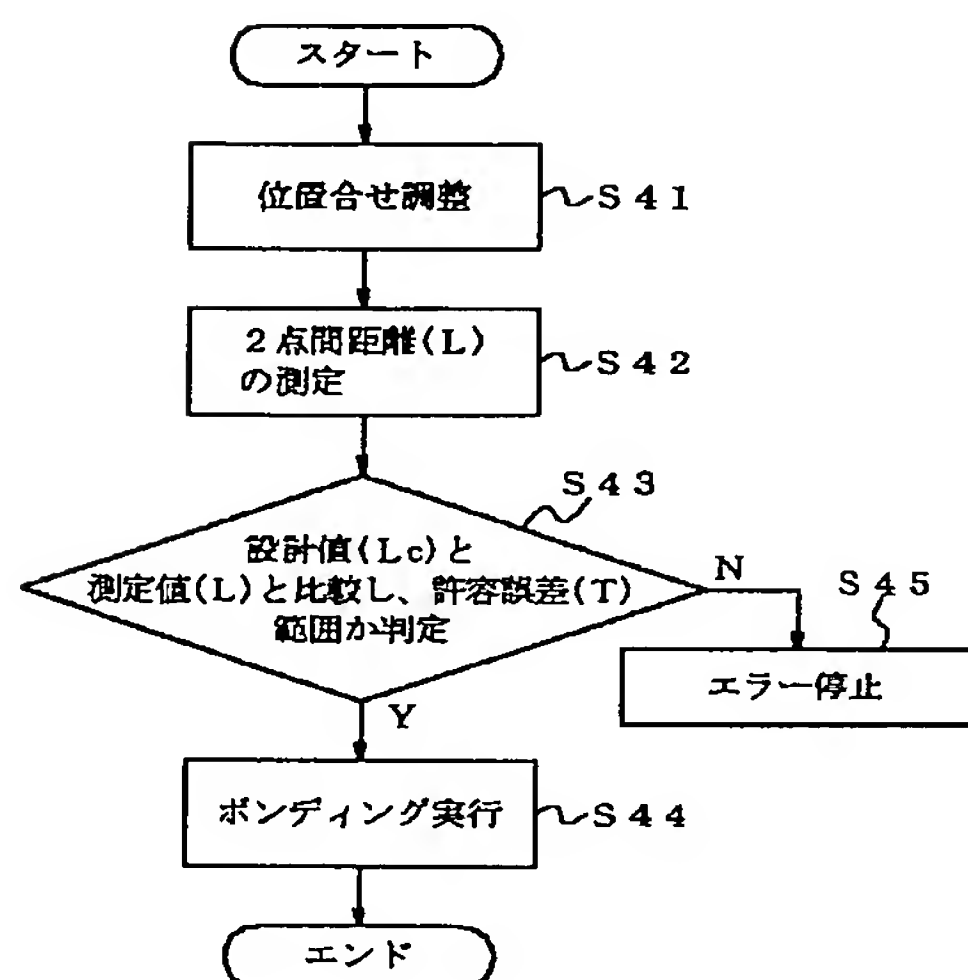 スタート
位置合せ調整
S41
2点間距離(L)
の測定
S42
S43
設計値(Lc)と
測定値(L)と比較し、許容誤差(T)
範囲か判定
N
S45
エラー停止
Y
ボンディング実行
S44
エンド